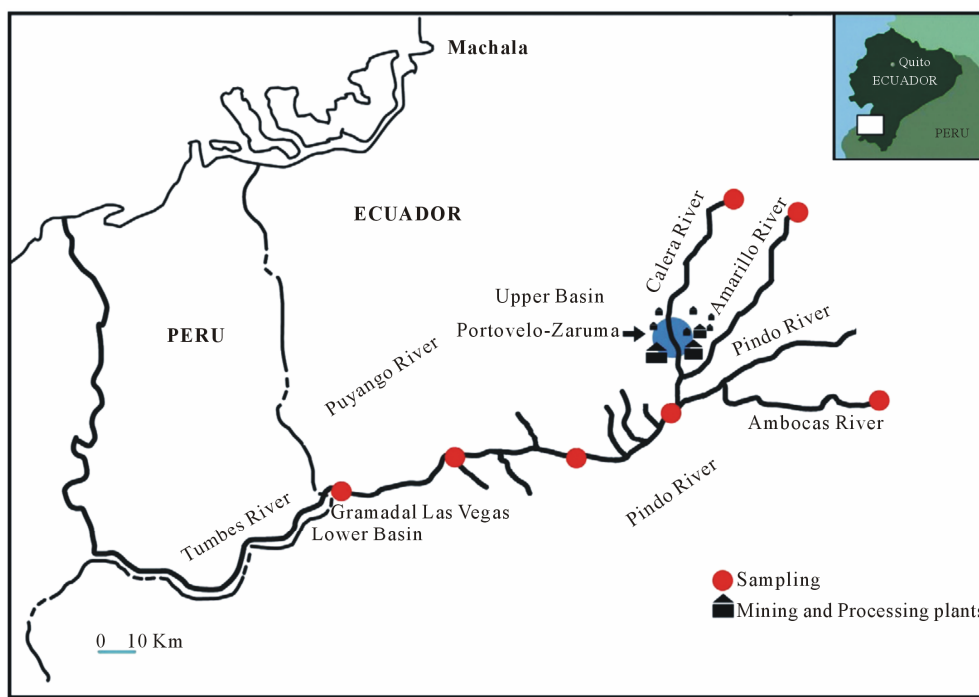 Machala
Quito
ECUADOR
PERU
ECUADOR
Calera River
Amarillo River
Upper Basin
Portovelo-Zaruma
PERU
Puyango River
Pindo River
Ambocas River
Pindo River
Tumbes River
Gramadal Las Vegas
Lower Basin
Sampling
Mining and Processing plants
0 10 Km